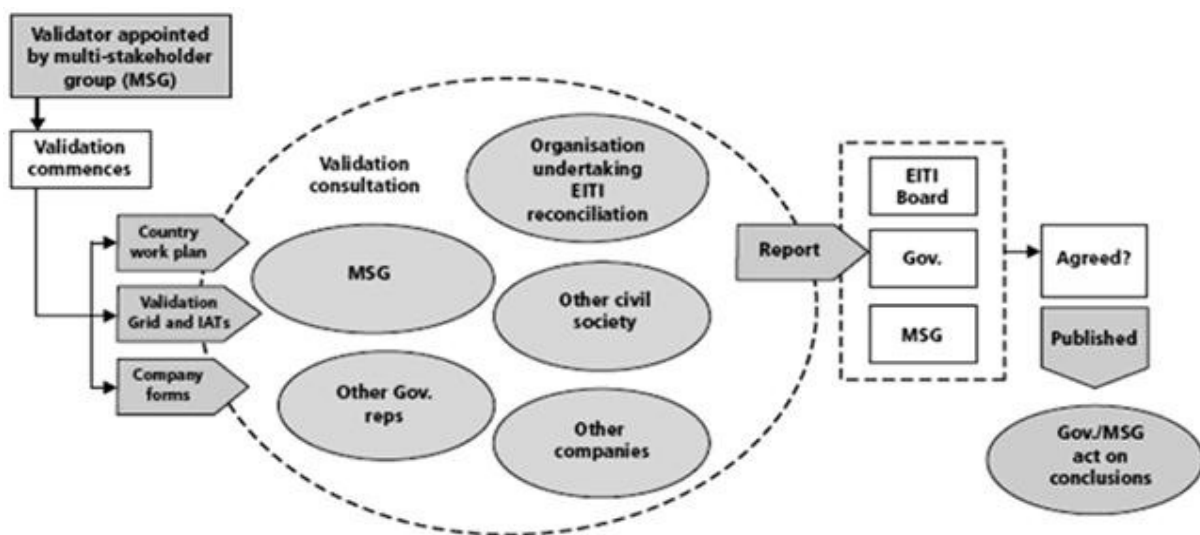 Validator appointed
by multi-stakeholder
group (MSG)
Validation
commences
Country
work plan
Validation
Grid and IATs
Company
forms
Validation
consultation
MSG
Other Gov.
reps
Organisation
undertaking
EITI
reconciliation
Other civil
society
Other
companies
Report
EITI
Board
Gov.
MSG
Agreed?
Published
Gov./MSG
act on
conclusions